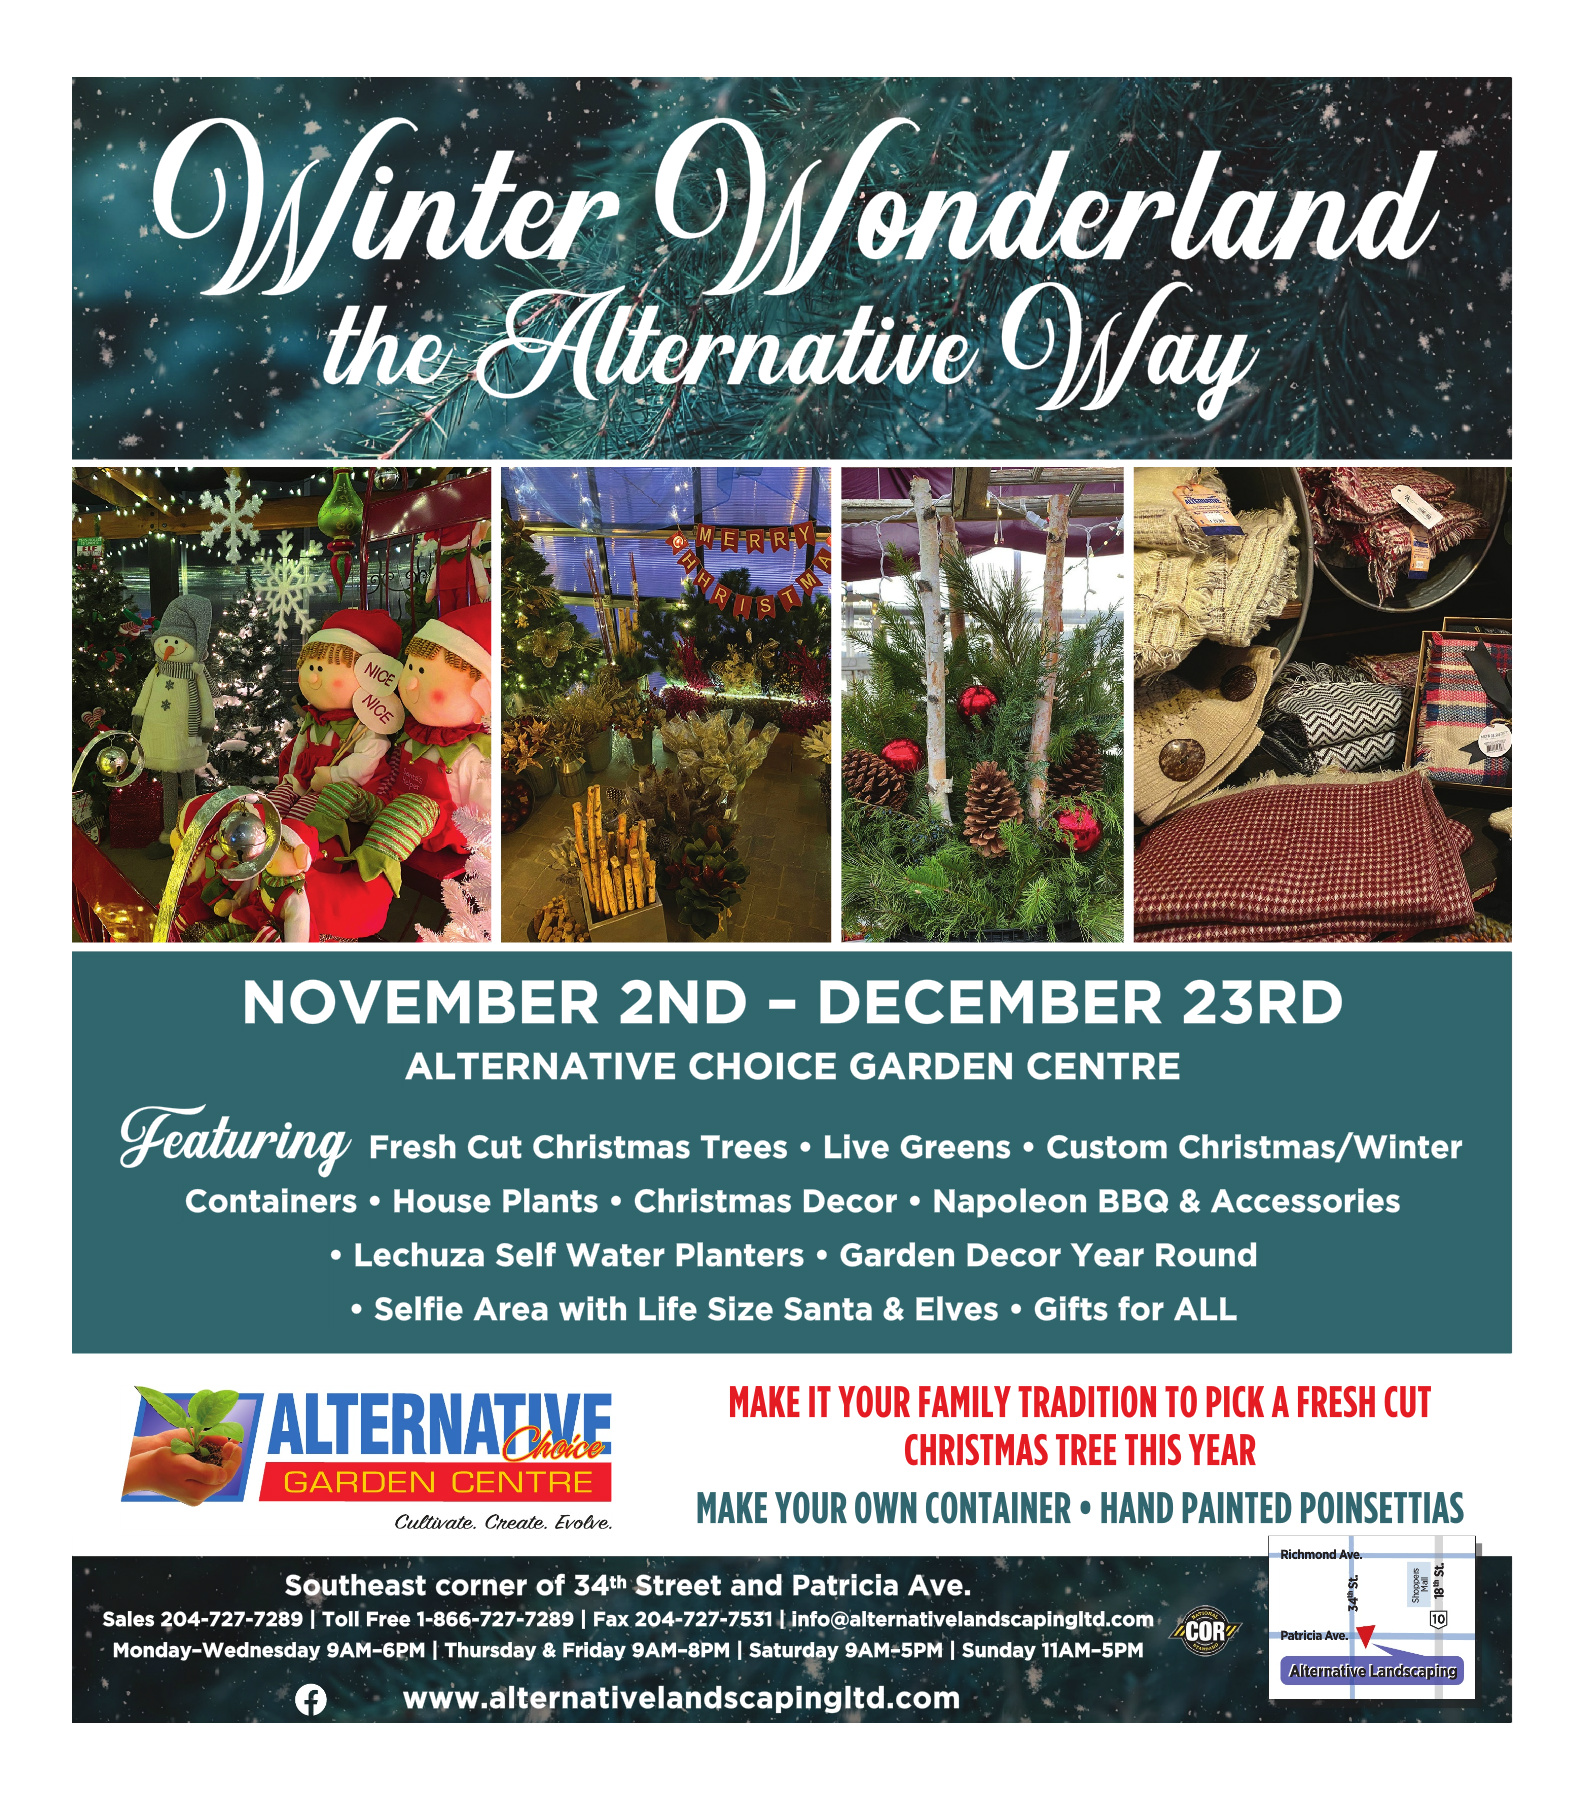 Winter Wonderland
the Alternative Way
NICE
NICE
MERRY
CHHRISTMA
NOVEMBER 2ND – DECEMBER 23RD
ALTERNATIVE CHOICE GARDEN CENTRE
Featuring Fresh Cut Christmas Trees • Live Greens • Custom Christmas/Winter
Containers • House Plants • Christmas Decor • Napoleon BBQ & Accessories
• Lechuza Self Water Planters • Garden Decor Year Round
• Selfie Area with Life Size Santa & Elves • Gifts for ALL
ALTERNATIVE
Choice
GARDEN CENTRE
Cultivate. Create. Evolve.
MAKE IT YOUR FAMILY TRADITION TO PICK A FRESH CUT
CHRISTMAS TREE THIS YEAR
MAKE YOUR OWN CONTAINER • HAND PAINTED POINSETTIAS
Southeast corner of 34th Street and Patricia Ave.
Sales 204-727-7289 | Toll Free 1-866-727-7289 | Fax 204-727-7531 | info@alternativelandscapingltd.com
Monday–Wednesday 9AM–6PM | Thursday & Friday 9AM–8PM | Saturday 9AM–5PM | Sunday 11AM–5PM
www.alternativelandscapingltd.com
NATIONAL
COR
STANDARD
Richmond Ave.
34th St.
Shoppers
Mall
18th St.
10
Patricia Ave.
Alternative Landscaping